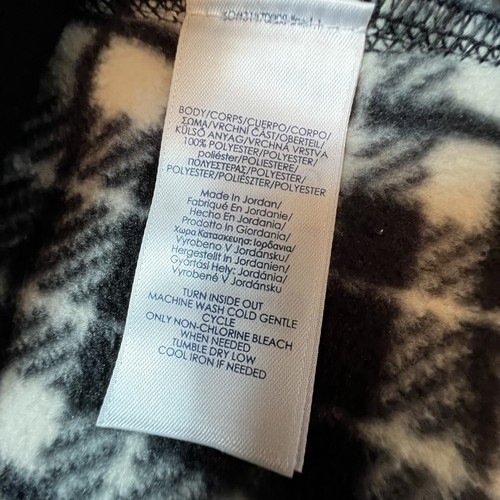 BODY/CORPS/CUERPO/CORPO/
ΣΩΜΑ/VRCHNÍ ČÁST/OBERTEIL/
KÜLSŐ ANYAG/VRCHNÁ VRSTVA
100% POLYESTER/POLYESTER/
poliéster/POLIESTERE/
ΠΟΛΥΕΣΤΕΡΑΣ/POLYESTER/
POLYESTER/POLIÉSZTER/POLYESTER
Made In Jordan/
Fabriqué En Jordanie/
Hecho En Jordania/
Prodotto In Giordania/
Χωρα Κατασκευησ: Ιορδανια/
Vyrobeno V Jordánsku/
Hergestellt In Jordanien/
Gyártási Hely: Jordánia/
Vyrobené V Jordánsku
TURN INSIDE OUT
MACHINE WASH COLD GENTLE
CYCLE
ONLY NON-CHLORINE BLEACH
WHEN NEEDED
TUMBLE DRY LOW
COOL IRON IF NEEDED